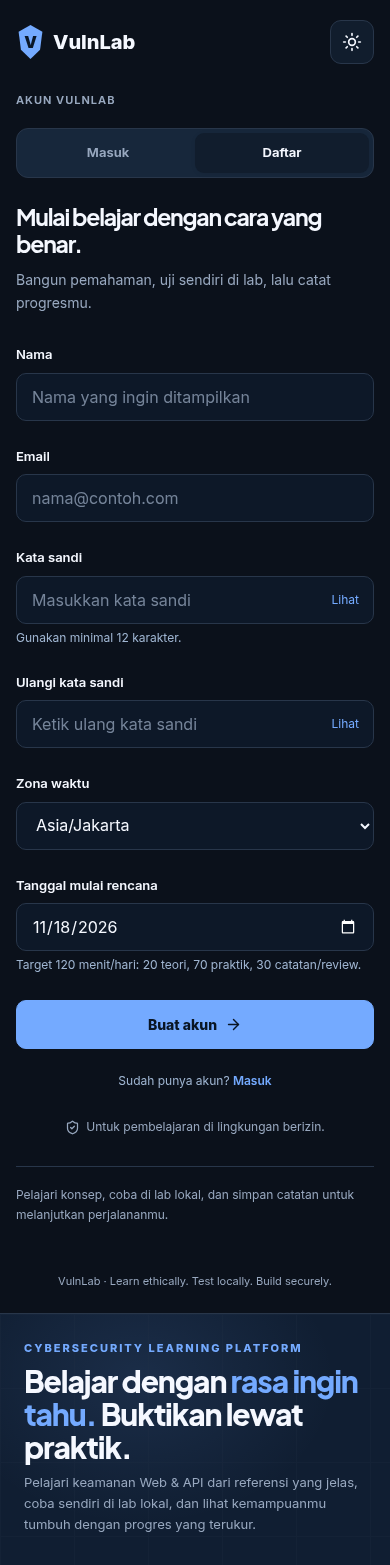 VulnLab
AKUN VULNLAB
Masuk
Daftar
Mulai belajar dengan cara yang
benar.
Bangun pemahaman, uji sendiri di lab, lalu catat
progresmu.
Nama
Nama yang ingin ditampilkan
Email
nama@contoh.com
Kata sandi
Masukkan kata sandi
Lihat
Gunakan minimal 12 karakter.
Ulangi kata sandi
Ketik ulang kata sandi
Lihat
Zona waktu
Asia/Jakarta
Tanggal mulai rencana
11/18/2026
Target 120 menit/hari: 20 teori, 70 praktik, 30 catatan/review.
Buat akun →
Sudah punya akun? Masuk
Untuk pembelajaran di lingkungan berizin.
Pelajari konsep, coba di lab lokal, dan simpan catatan untuk
melanjutkan perjalananmu.
VulnLab · Learn ethically. Test locally. Build securely.
CYBERSECURITY LEARNING PLATFORM
Belajar dengan rasa ingin
tahu. Buktikan lewat
praktik.
Pelajari keamanan Web & API dari referensi yang jelas,
coba sendiri di lab lokal, dan lihat kemampuanmu
tumbuh dengan progres yang terukur.